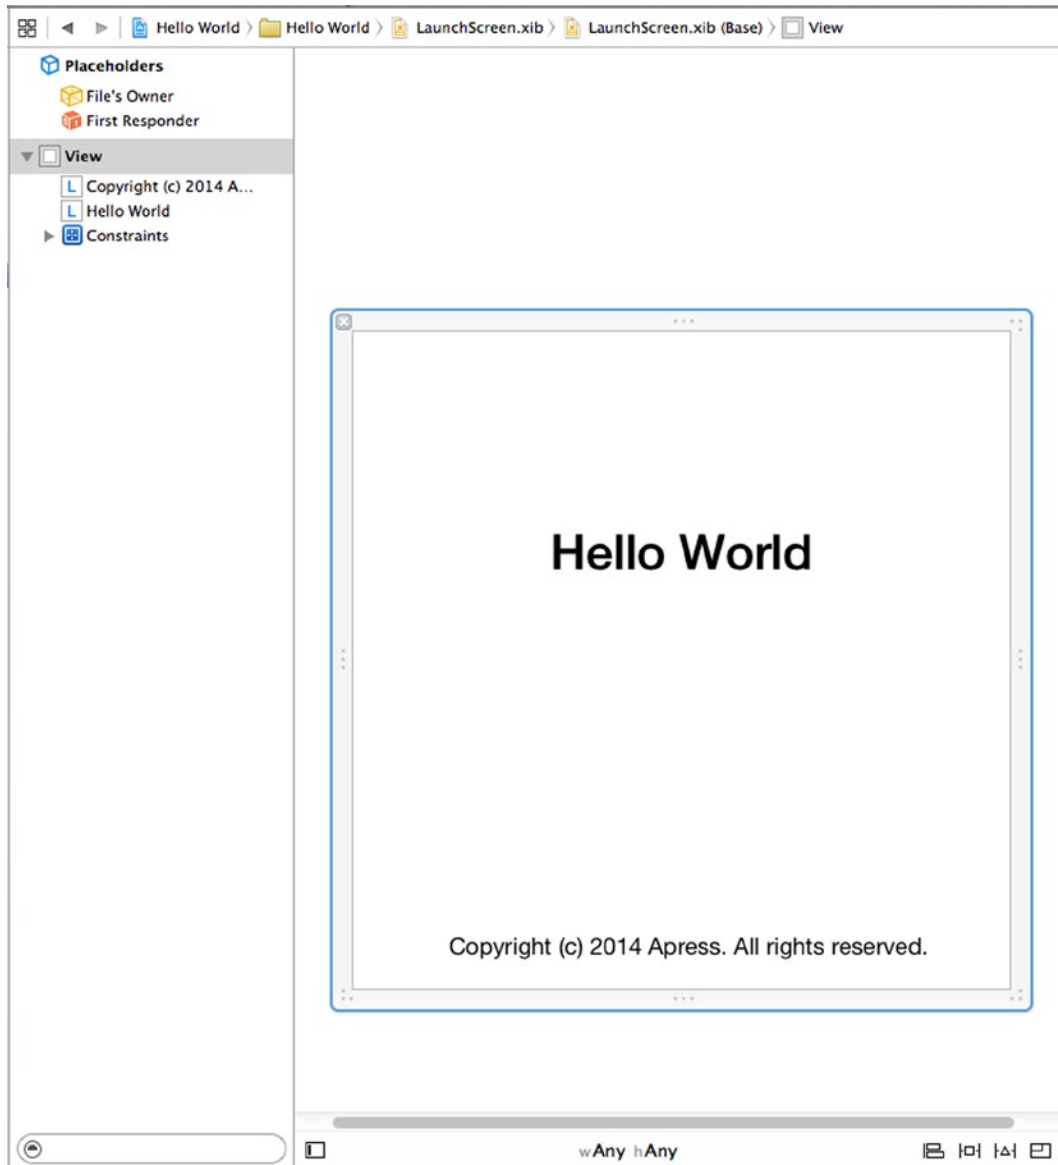 Hello World Hello World LaunchScreen.xib LaunchScreen.xib (Base) View
Placeholders
File's Owner
First Responder
View
L Copyright (c) 2014 A...
L Hello World
Constraints
Hello World
Copyright (c) 2014 Apress. All rights reserved.
wAny hAny